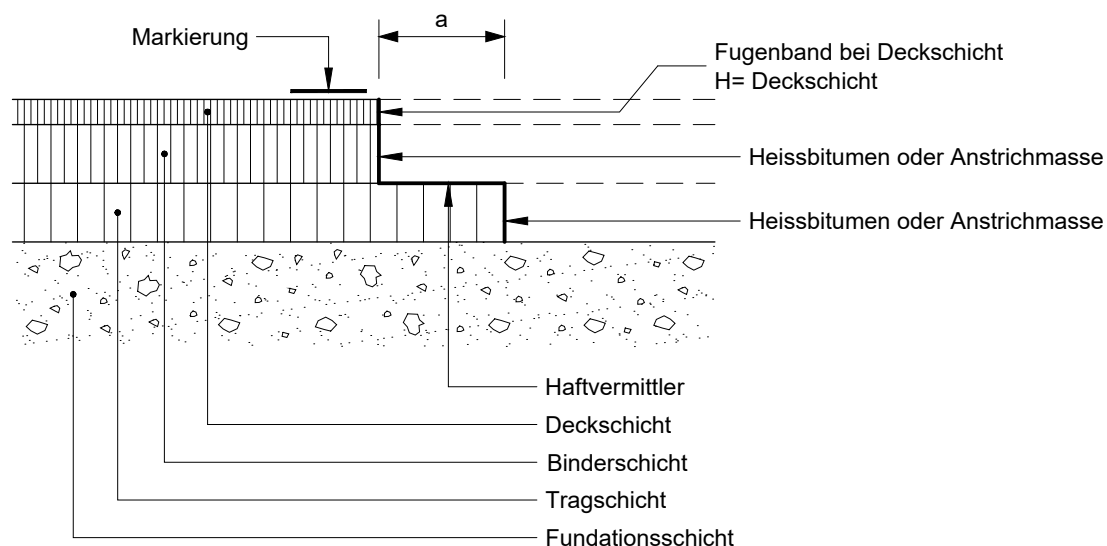 a
Markierung
Fugenband bei Deckschicht
H= Deckschicht
Heissbitumen oder Anstrichmasse
Heissbitumen oder Anstrichmasse
Haftvermittler
Deckschicht
Binderschicht
Tragschicht
Fundationsschicht